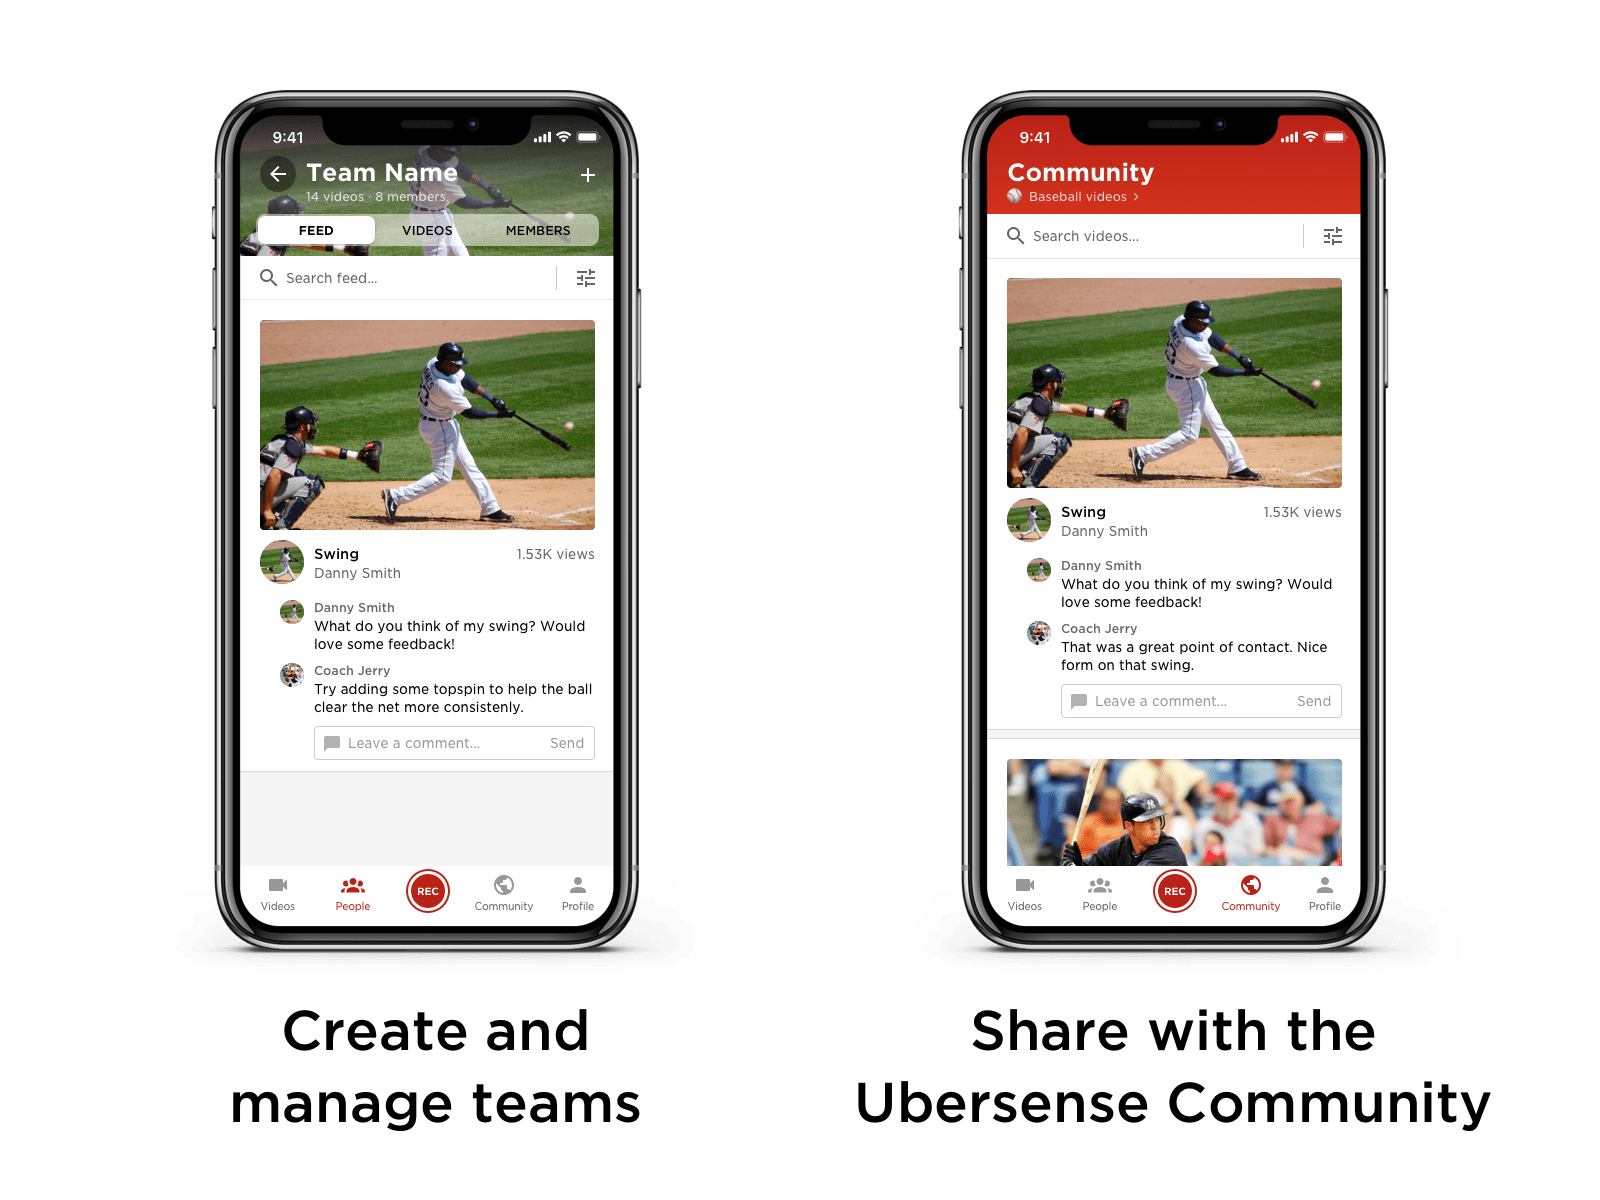 9:41
Team Name
14 videos · 8 members
FEED VIDEOS MEMBERS
Search feed...
Swing 1.53K views
Danny Smith
Danny Smith
What do you think of my swing? Would
love some feedback!
Coach Jerry
Try adding some topspin to help the ball
clear the net more consistenly.
Leave a comment... Send
Videos People REC Community Profile
Create and
manage teams
9:41
Community
Baseball videos >
Search videos...
Swing 1.53K views
Danny Smith
Danny Smith
What do you think of my swing? Would
love some feedback!
Coach Jerry
That was a great point of contact. Nice
form on that swing.
Leave a comment... Send
Videos People REC Community Profile
Share with the
Ubersense Community